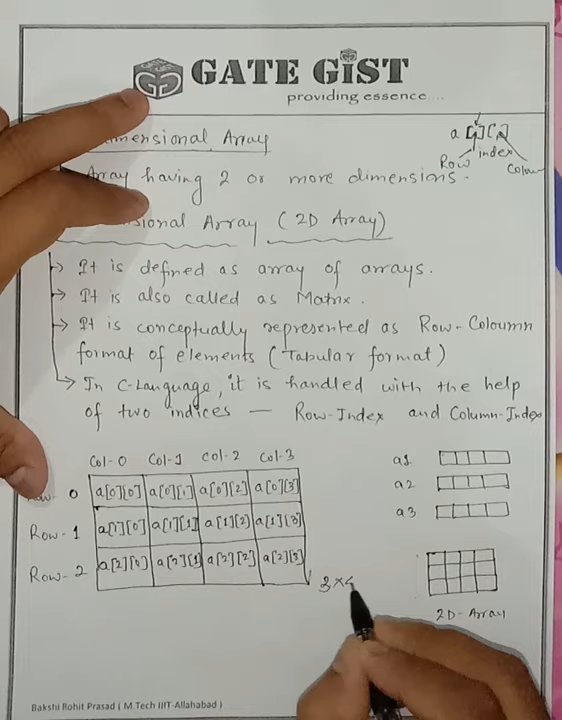 GATE GIST
providing essence....
mensional Array
a [i][
Row index
Array having 2 or more dimensions.
sional Array (2D Array)
→ It is defined as array of arrays.
→ It is also called as Matrix.
→ It is conceptually represented as Row-Coloumn
format of elements (Tabular format)
→ In C-Language, it is handled with the help
of two indices — Row-Index and Column-Index
Col-0 Col-1 Col-2 Col-3
0 a[0][0] a[0][1] a[0][2] a[0][3]
Row-1 a[1][0] a[1][1] a[1][2] a[1][3]
Row-2 a[2][0] a[2][1] a[2][2] a[2][3]
3×4
a1
a2
a3
2D-Array
Bakshi Rohit Prasad ( M.Tech IIIT-Allahabad )